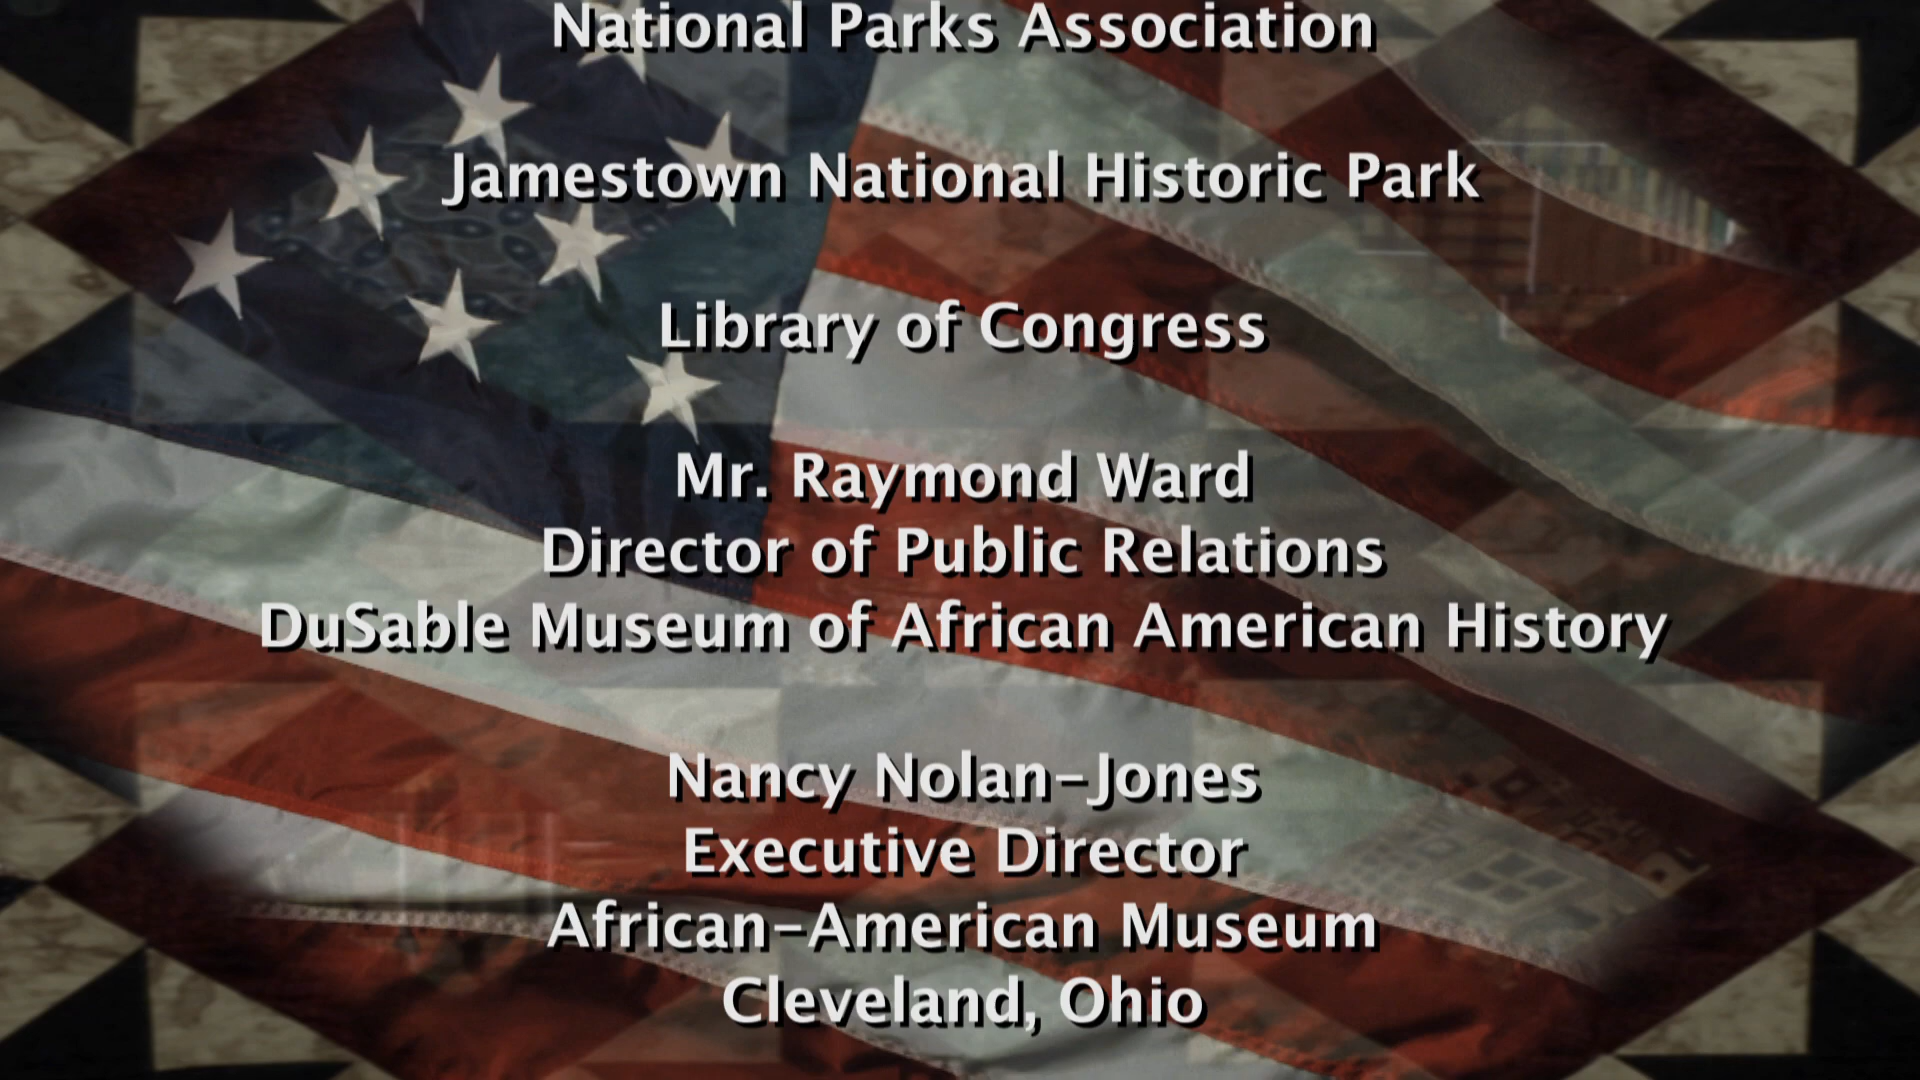 National Parks Association
Jamestown National Historic Park
Library of Congress
Mr. Raymond Ward
Director of Public Relations
DuSable Museum of African American History
Nancy Nolan-Jones
Executive Director
African-American Museum
Cleveland, Ohio